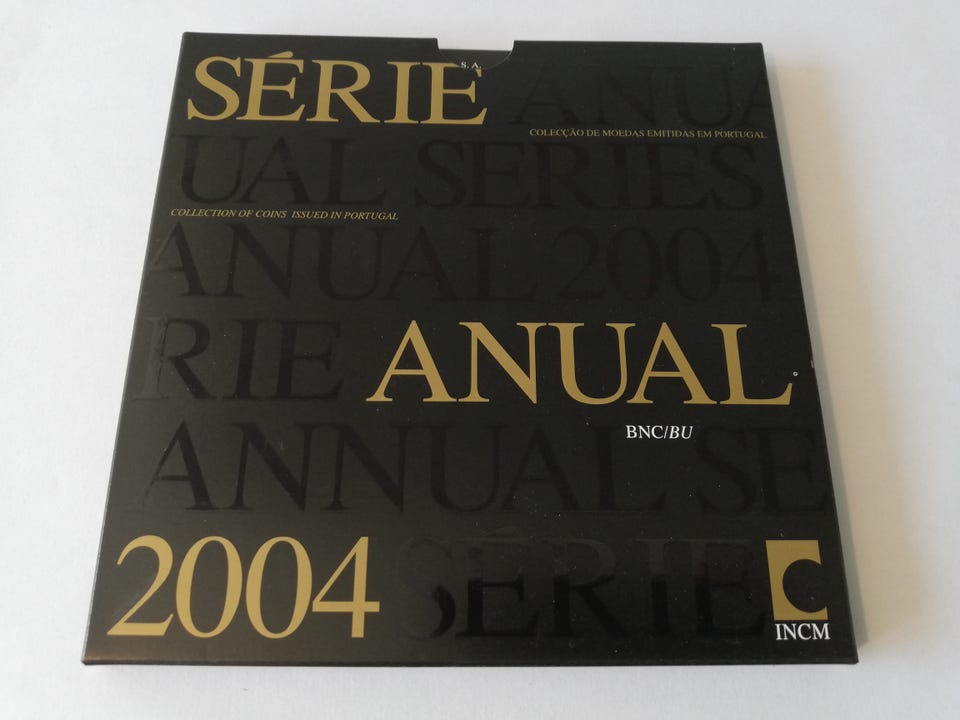 S. A.
SÉRIE ANUA
COLECÇÃO DE MOEDAS EMITIDAS EM PORTUGAL
UAL SERIES
COLLECTION OF COINS ISSUED IN PORTUGAL
ANUAL 2004
RIE ANUAL
BNC/BU
ANNUAL SE
2004 SÉRIE
INCM